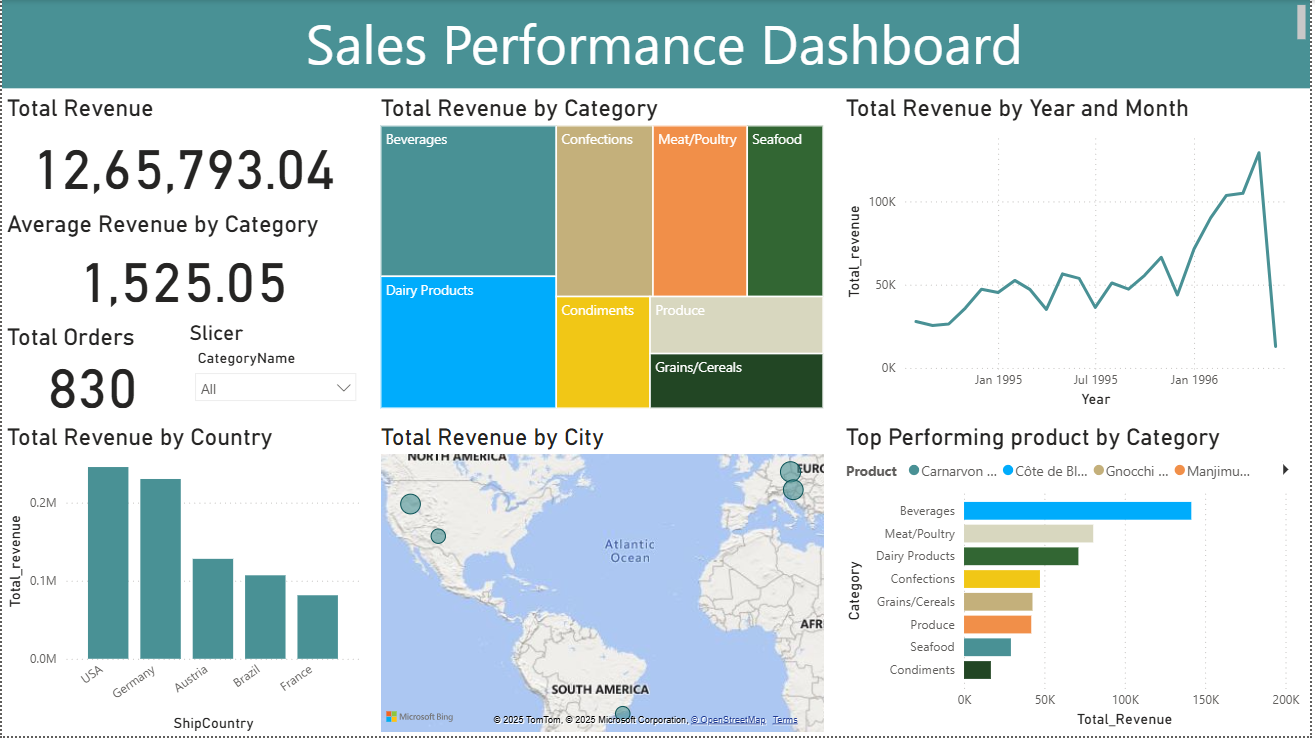 Sales Performance Dashboard
Total Revenue
12,65,793.04
Average Revenue by Category
1,525.05
Total Orders
830
Slicer
CategoryName
All
Total Revenue by Category
Beverages
Confections
Meat/Poultry
Seafood
Dairy Products
Condiments
Produce
Grains/Cereals
Total Revenue by Year and Month
Total_revenue
100K
50K
0K
Jan 1995
Jul 1995
Jan 1996
Year
Total Revenue by Country
Total_revenue
0.2M
0.1M
0.0M
USA
Germany
Austria
Brazil
France
ShipCountry
Total Revenue by City
NORTH AMERICA
EURO
Atlantic
Ocean
AFR
SOUTH AMERICA
Microsoft Bing
© 2025 TomTom, © 2025 Microsoft Corporation, © OpenStreetMap Terms
Top Performing product by Category
Product
Carnarvon ...
Côte de Bl...
Gnocchi ...
Manjimu...
Category
Beverages
Meat/Poultry
Dairy Products
Confections
Grains/Cereals
Produce
Seafood
Condiments
0K
50K
100K
150K
200K
Total_Revenue